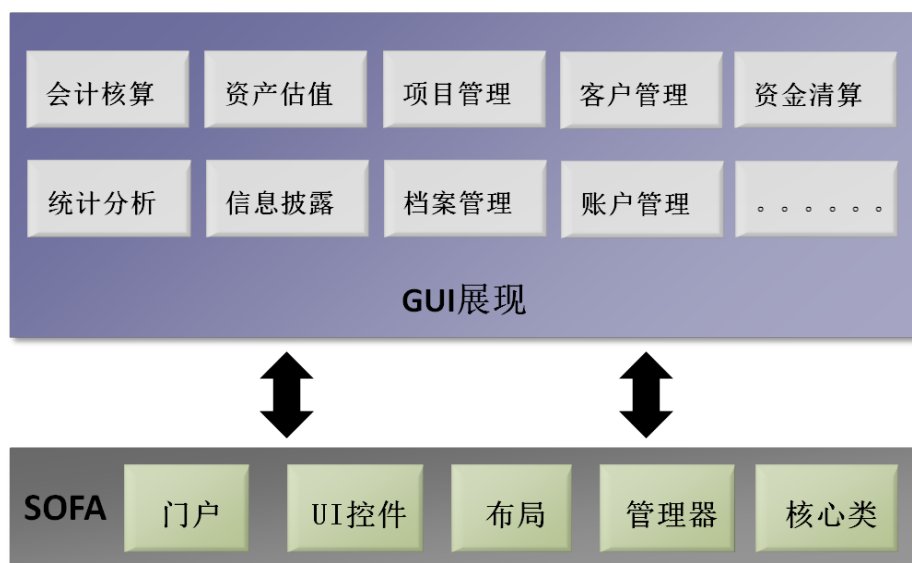 会计核算 资产估值 项目管理 客户管理 资金清算
统计分析 信息披露 档案管理 账户管理 。。。。。。
GUI展现
SOFA 门户 UI控件 布局 管理器 核心类